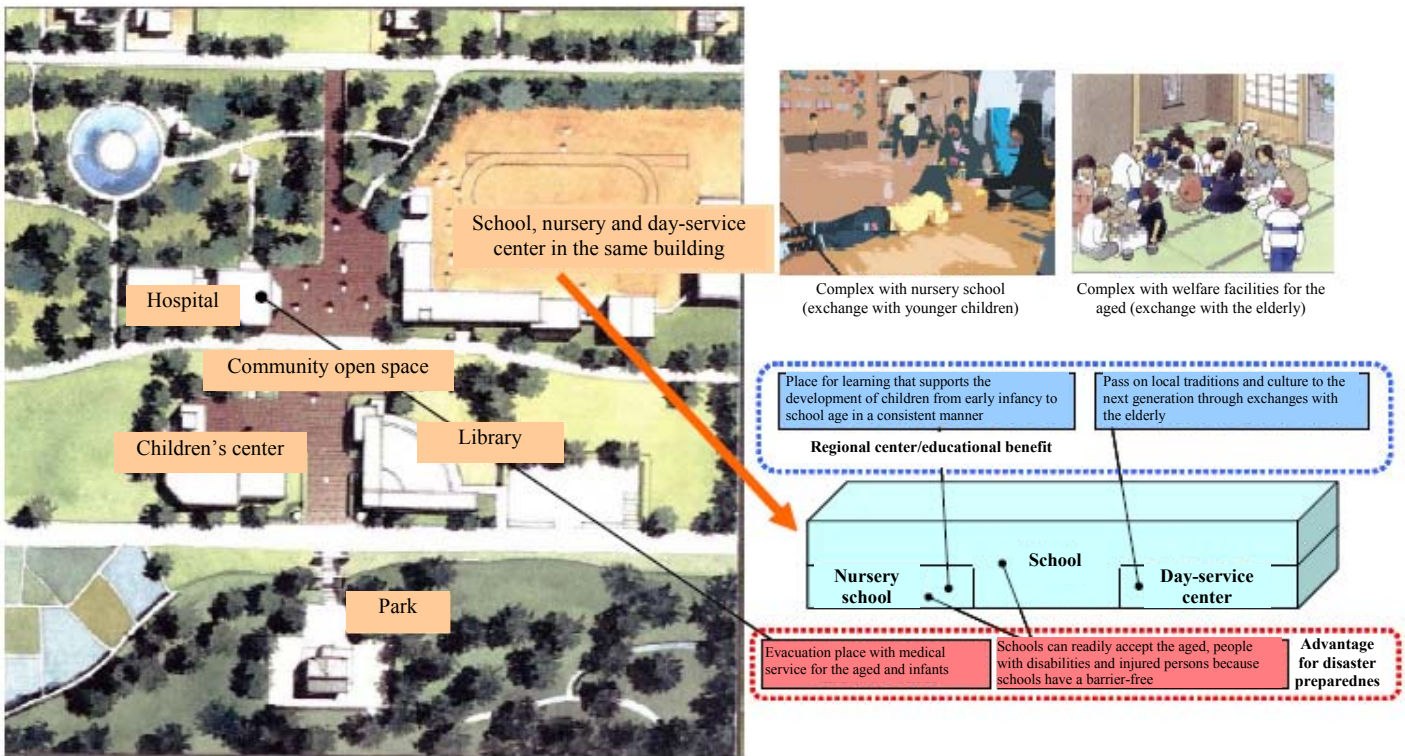 School, nursery and day-service
center in the same building
Hospital
Community open space
Children's center
Library
Park
Complex with nursery school
(exchange with younger children)
Complex with welfare facilities for the
aged (exchange with the elderly)
Place for learning that supports the
development of children from early infancy to
school age in a consistent manner
Pass on local traditions and culture to the
next generation through exchanges with
the elderly
Regional center/educational benefit
School
Nursery
school
Day-service
center
Evacuation place with medical
service for the aged and infants
Schools can readily accept the aged, people
with disabilities and injured persons because
schools have a barrier-free
Advantage
for disaster
preparednes